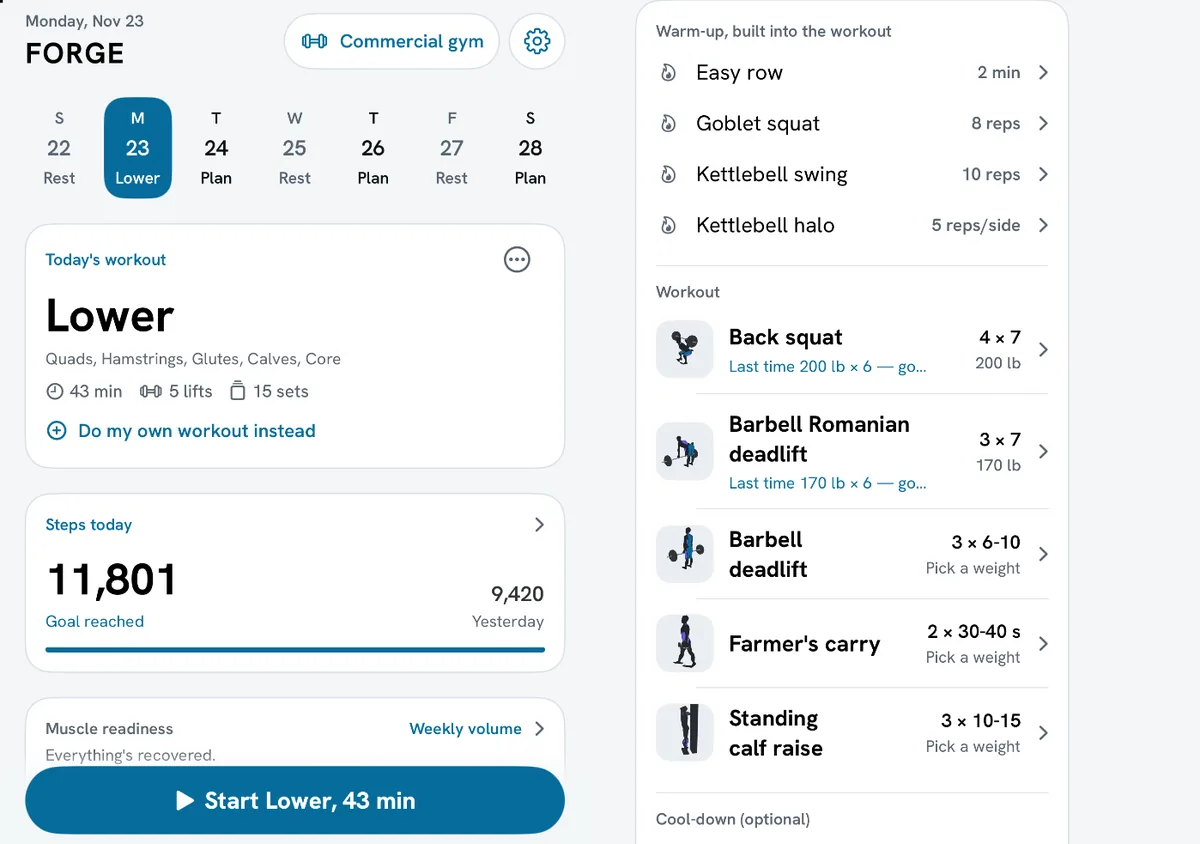 Monday, Nov 23
FORGE
Commercial gym
S M T W T F S
22 23 24 25 26 27 28
Rest Lower Plan Rest Plan Rest Plan
Today's workout
Lower
Quads, Hamstrings, Glutes, Calves, Core
43 min 5 lifts 15 sets
Do my own workout instead
Steps today
11,801
9,420
Goal reached
Yesterday
Muscle readiness
Weekly volume
Everything's recovered.
Start Lower, 43 min
Warm-up, built into the workout
Easy row 2 min
Goblet squat 8 reps
Kettlebell swing 10 reps
Kettlebell halo 5 reps/side
Workout
Back squat 4 × 7
Last time 200 lb × 6 — go... 200 lb
Barbell Romanian
deadlift
3 × 7
170 lb
Last time 170 lb × 6 — go...
Barbell
deadlift
3 × 6-10
Pick a weight
Farmer's carry
2 × 30-40 s
Pick a weight
Standing
calf raise
3 × 10-15
Pick a weight
Cool-down (optional)